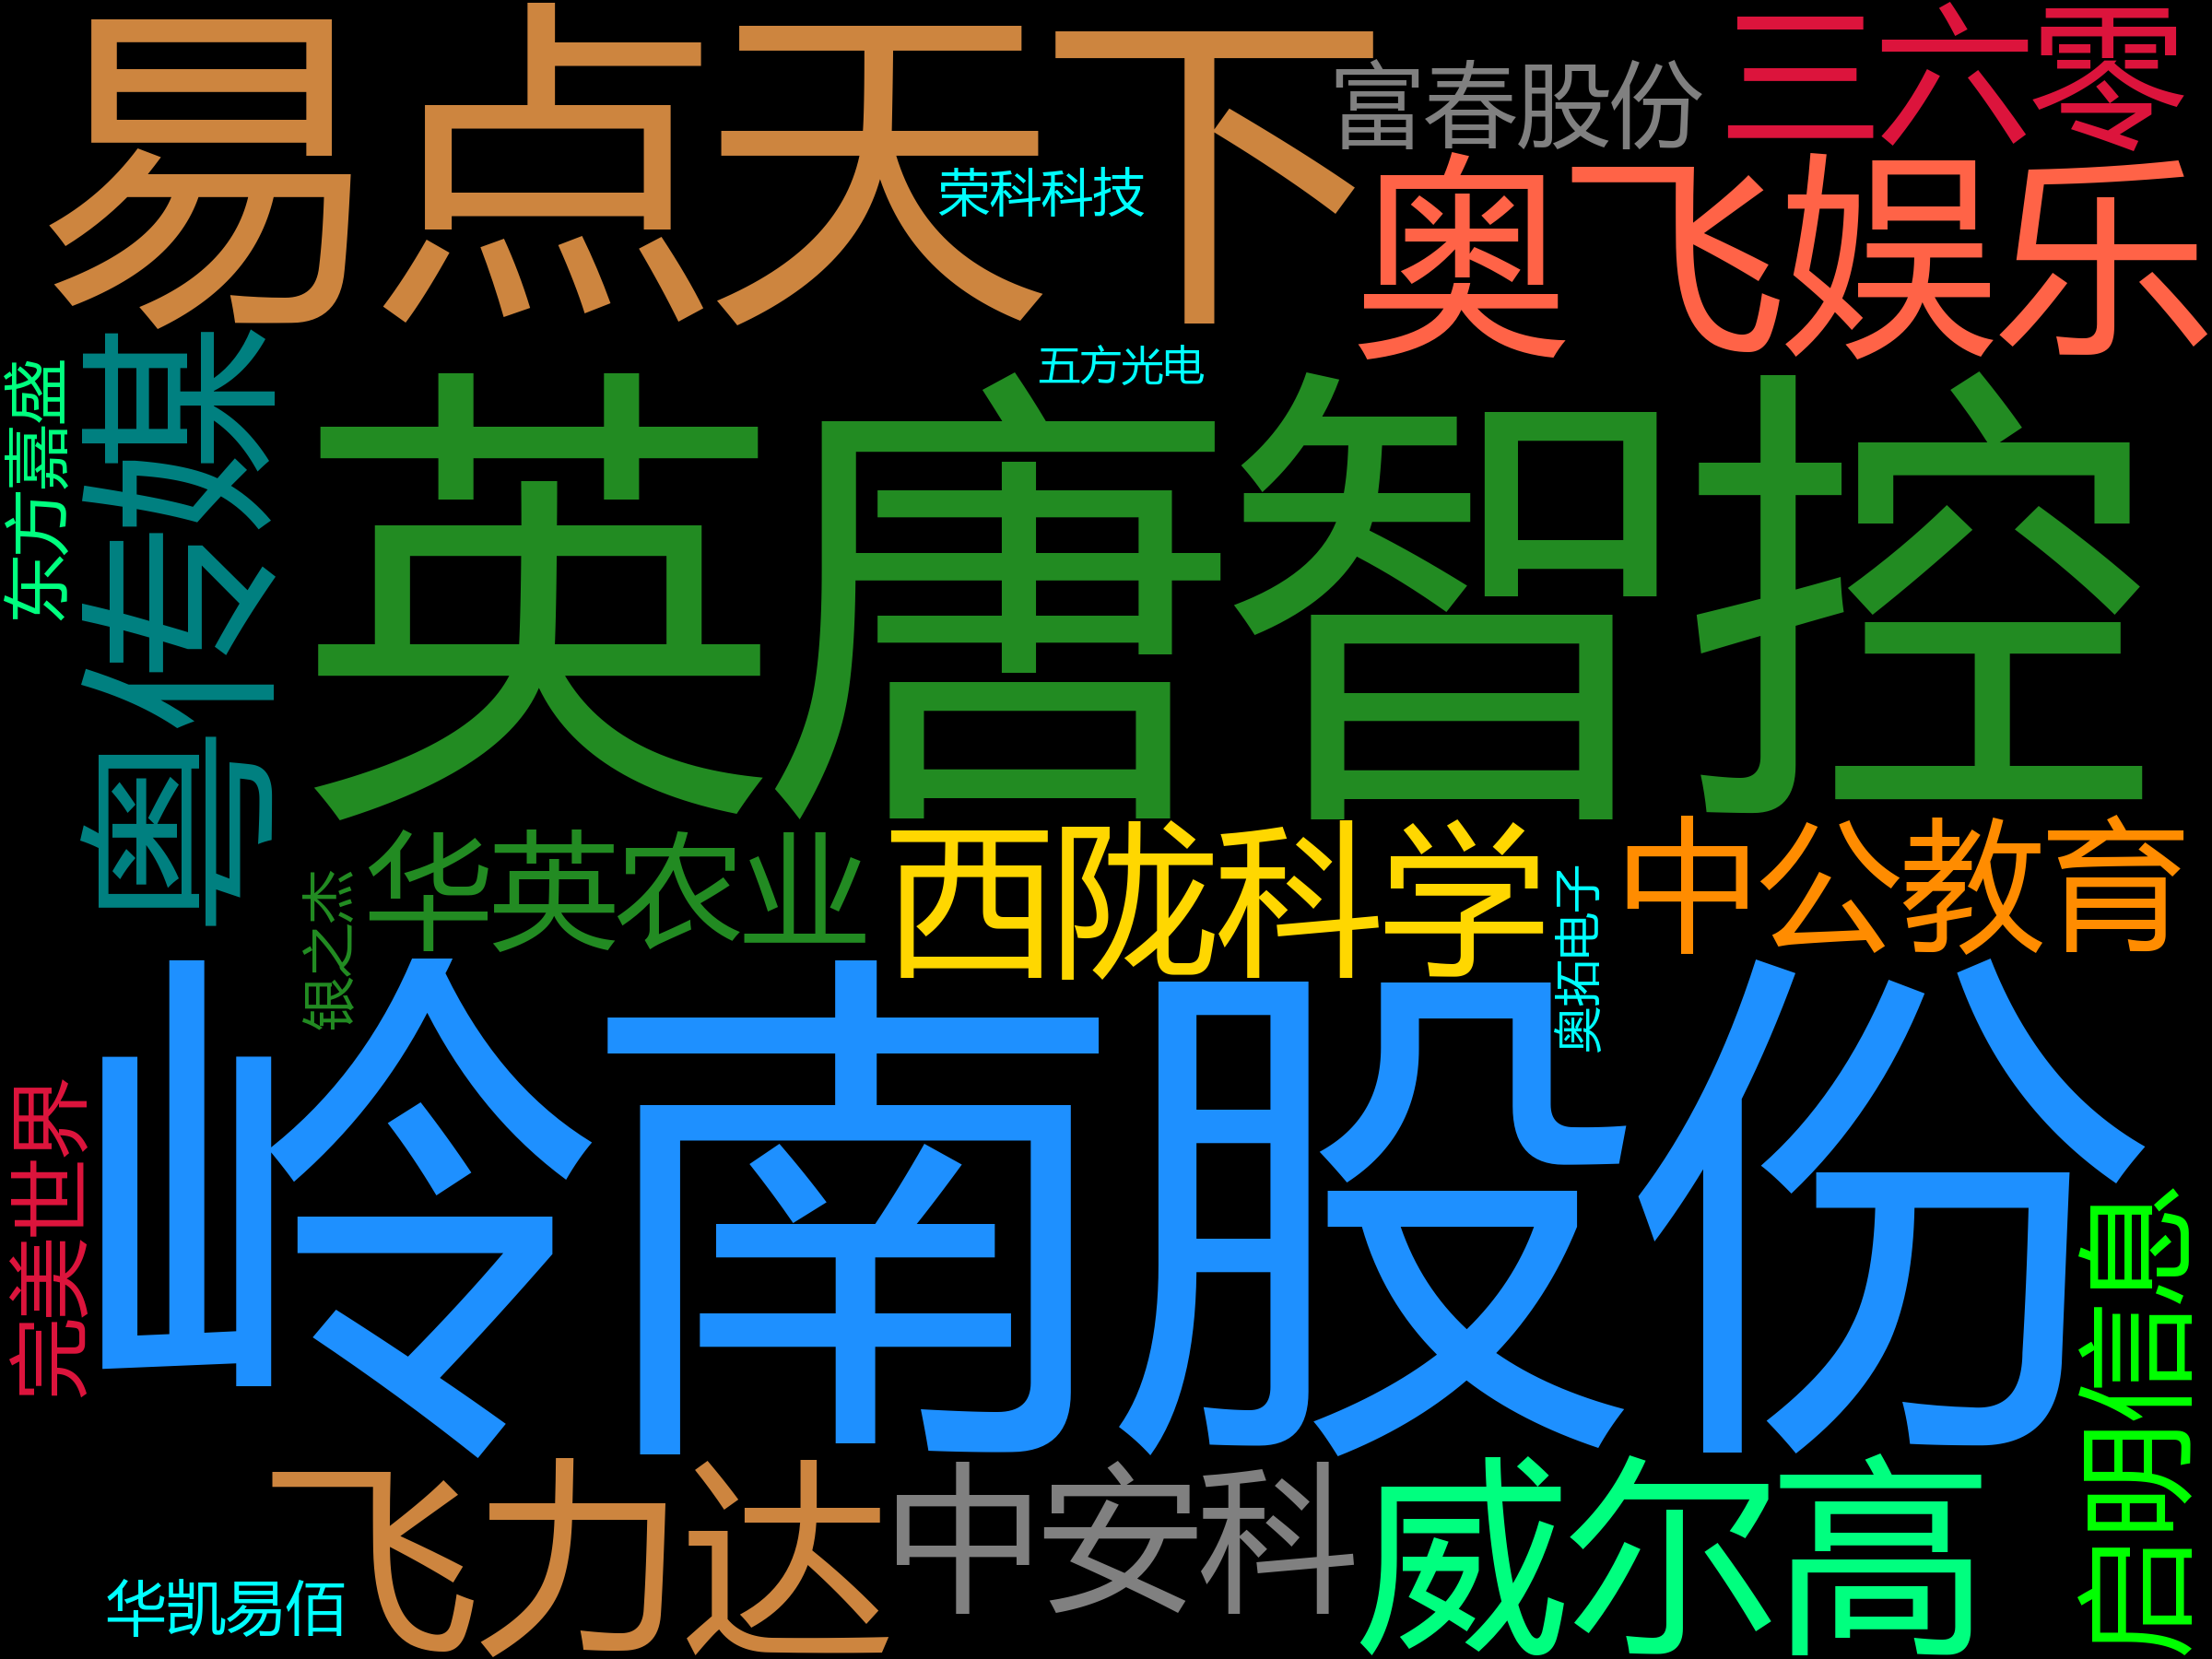 易点天下
富春股份
三六零
荣科科技
奥飞娱乐
五方光电
东方嘉盛
粤传媒
英唐智控
银之杰
华英农业
西陇科学
中公教育
奥拓电子
岭南股份
完美世界
启明信息
飞力达
中安科
威尔高
华凯易佰